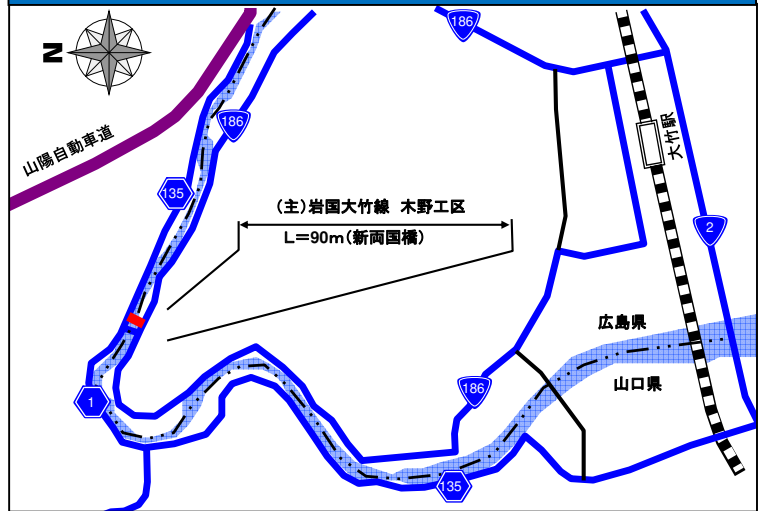 186
N
山陽自動車道
186
135
大竹駅
(主)岩国大竹線 木野工区
L=90m(新両国橋)
2
広島県
山口県
186
1
135